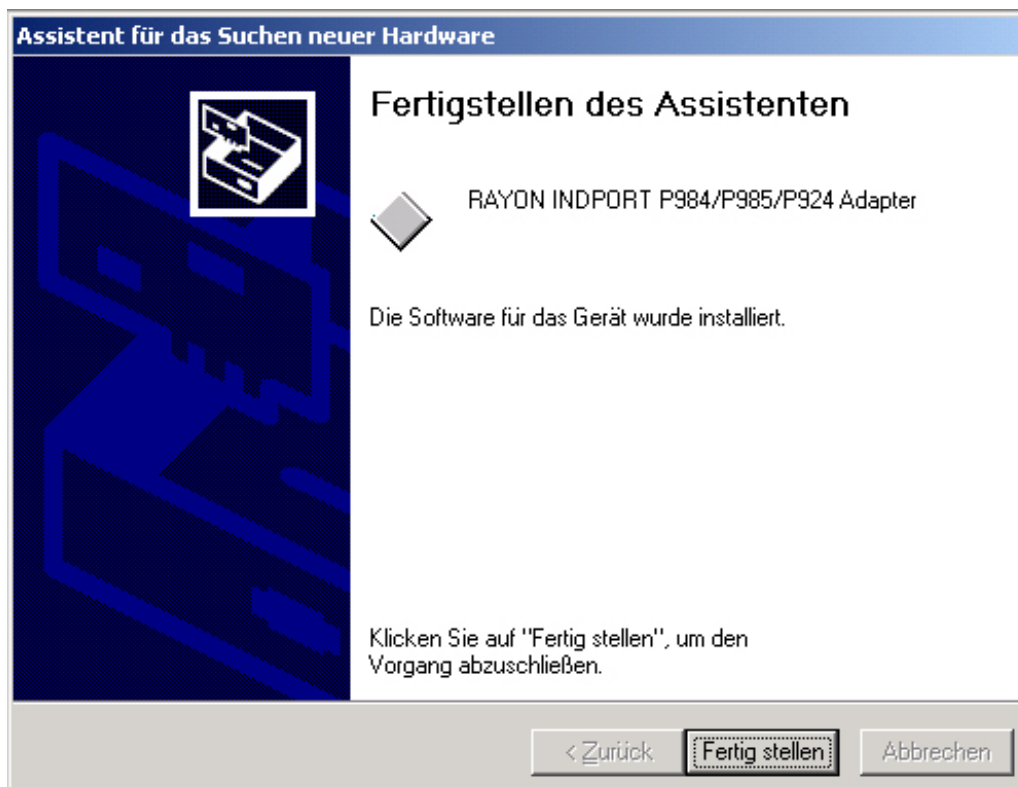 Assistent für das Suchen neuer Hardware
Fertigstellen des Assistenten
RAYON INDPORT P984/P985/P924 Adapter
Die Software für das Gerät wurde installiert.
Klicken Sie auf "Fertig stellen", um den
Vorgang abzuschließen.
< Zurück Fertig stellen Abbrechen